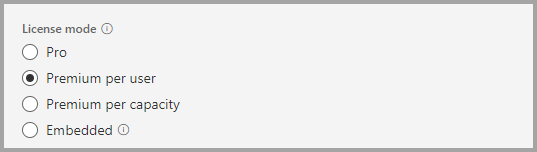 License mode
Pro
Premium per user
Premium per capacity
Embedded